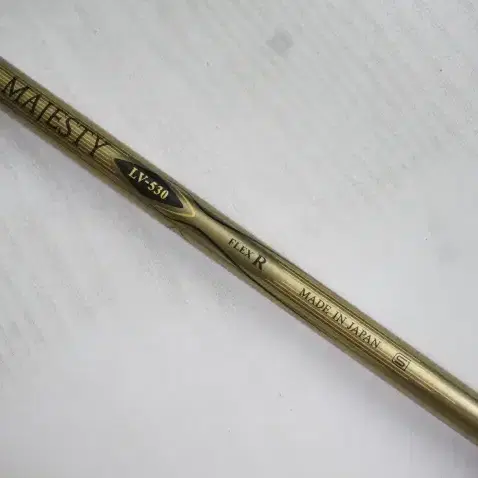 MAJESTY
LV-530
FLEX R
MADE IN JAPAN
S